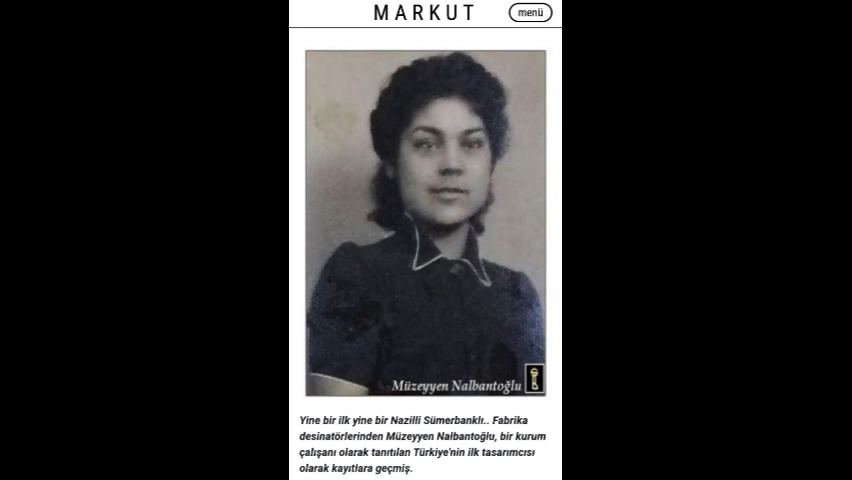 MARKUT
menü
Müzeyyen Nalbantoğlu
Yine bir ilk yine bir Nazilli Sümerbanklı.. Fabrika
desinatörlerinden Müzeyyen Nalbantoğlu, bir kurum
çalışanı olarak tanıtılan Türkiye'nin ilk tasarımcısı
olarak kayıtlara geçmiş.